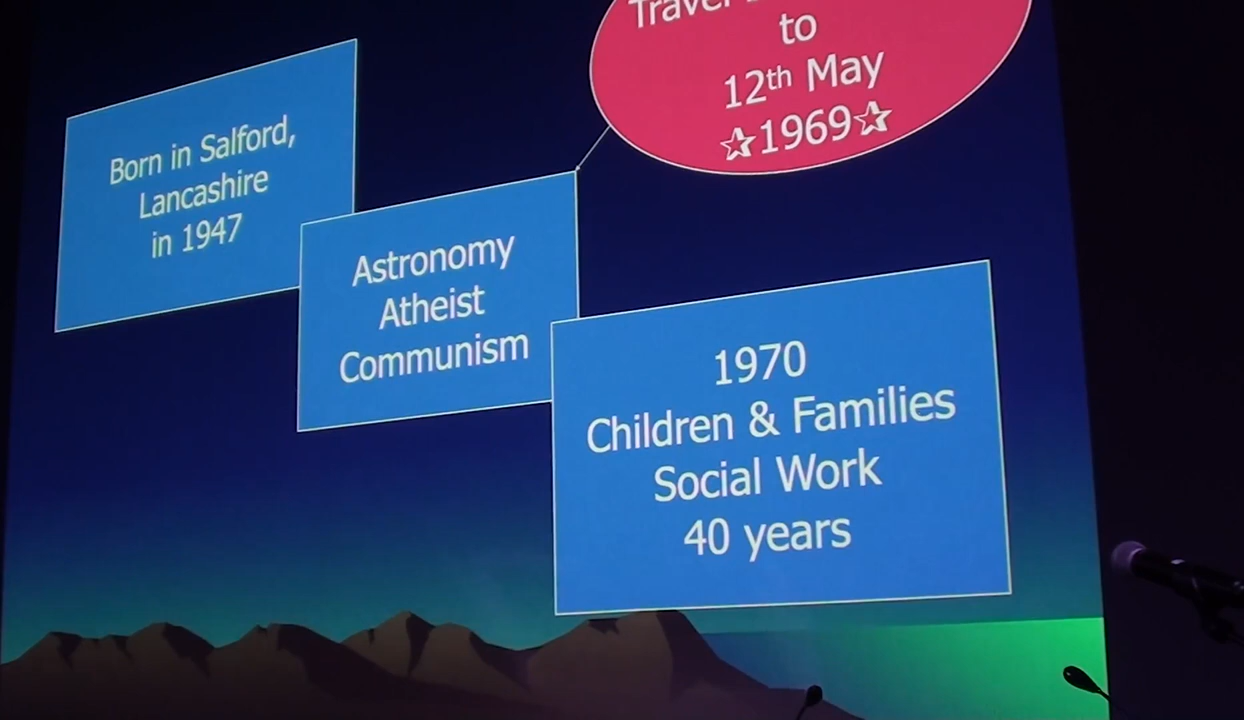 Travel
to
12th May
☆1969☆
Born in Salford,
Lancashire
in 1947
Astronomy
Atheist
Communism
1970
Children & Families
Social Work
40 years